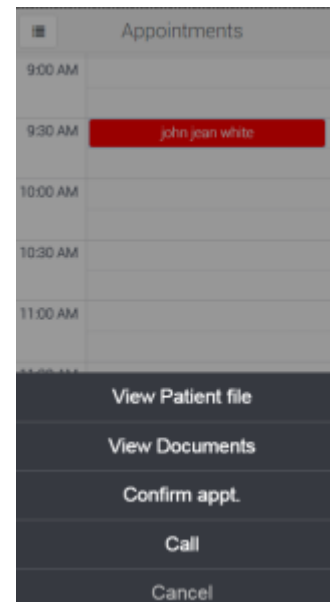 Appointments
9:00 AM
9:30 AM
john jean white
10:00 AM
10:30 AM
11:00 AM
View Patient file
View Documents
Confirm appt.
Call
Cancel